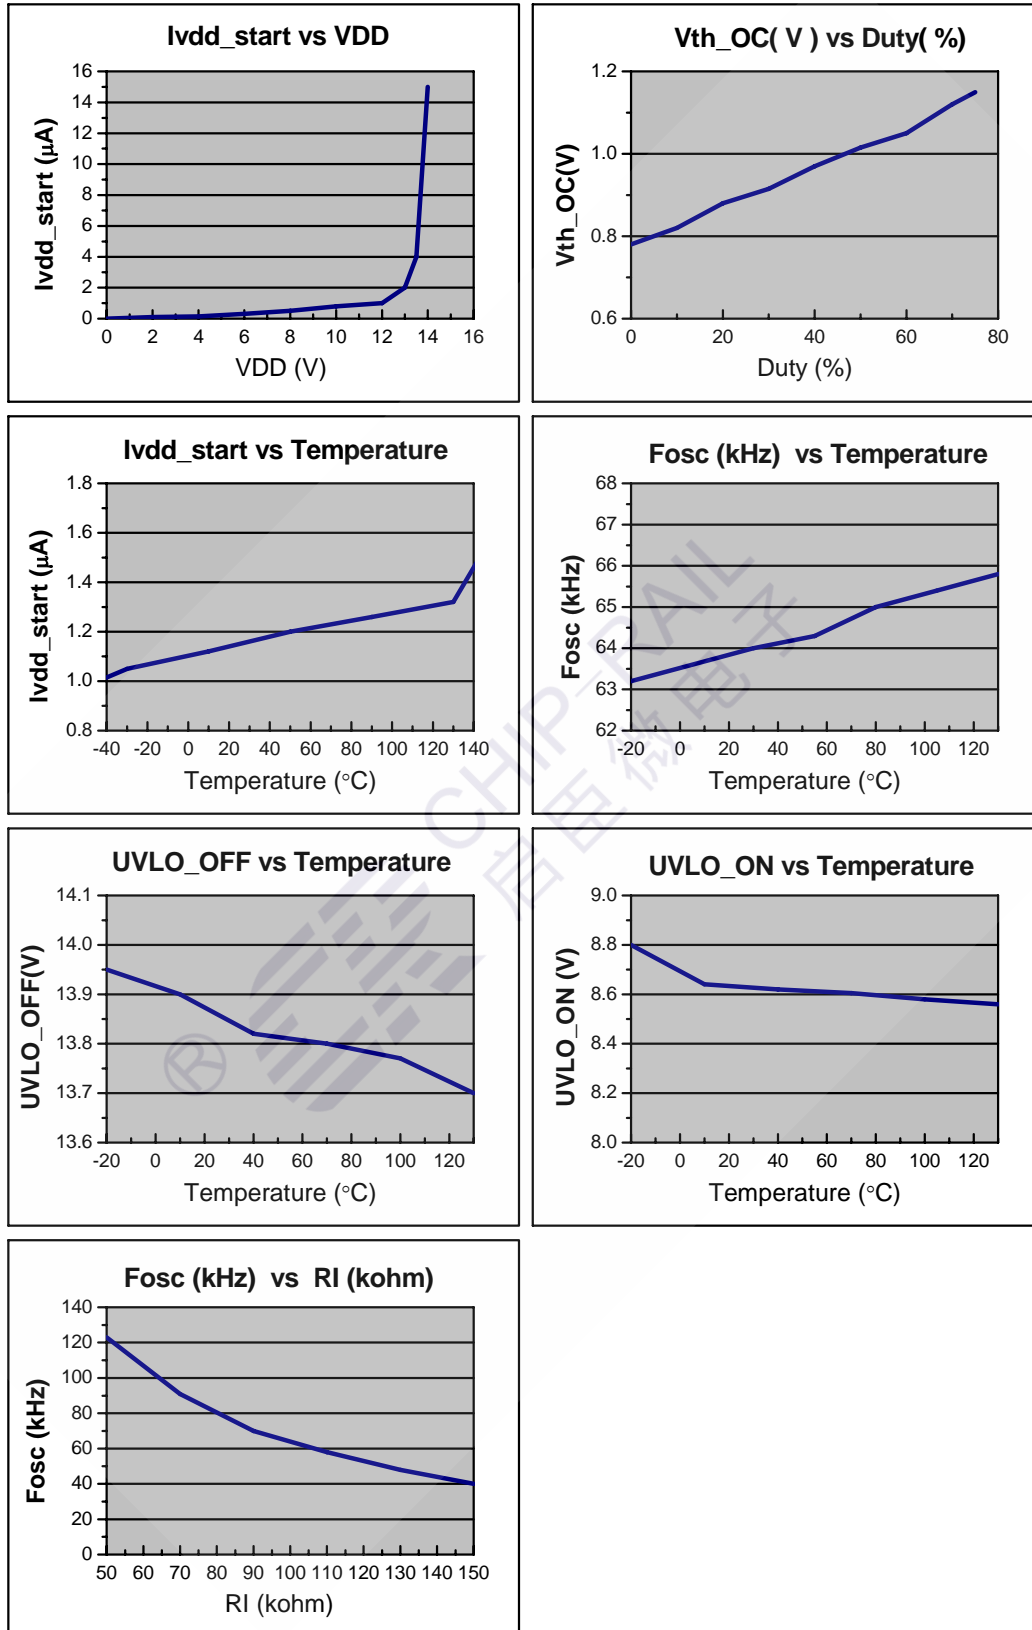 Ivdd_start vs VDD
Ivdd_start (μA)
16
14
12
10
8
6
4
2
0
0 2 4 6 8 10 12 14 16
VDD (V)
Vth_OC( V ) vs Duty( %)
Vth_OC(V)
1.2
1.0
0.8
0.6
0 20 40 60 80
Duty (%)
Ivdd_start vs Temperature
Ivdd_start (μA)
1.8
1.6
1.4
1.2
1.0
0.8
-40 -20 0 20 40 60 80 100 120 140
Temperature (°C)
Fosc (kHz) vs Temperature
Fosc (kHz)
68
67
66
65
64
63
62
-20 0 20 40 60 80 100 120
Temperature (°C)
UVLO_OFF vs Temperature
UVLO_OFF(V)
14.1
14.0
13.9
13.8
13.7
13.6
-20 0 20 40 60 80 100 120
Temperature (°C)
UVLO_ON vs Temperature
UVLO_ON (V)
9.0
8.8
8.6
8.4
8.2
8.0
-20 0 20 40 60 80 100 120
Temperature (°C)
Fosc (kHz) vs RI (kohm)
Fosc (kHz)
140
120
100
80
60
40
20
0
50 60 70 80 90 100 110 120 130 140 150
RI (kohm)
CHIP-RAIL
启臣微电子
®